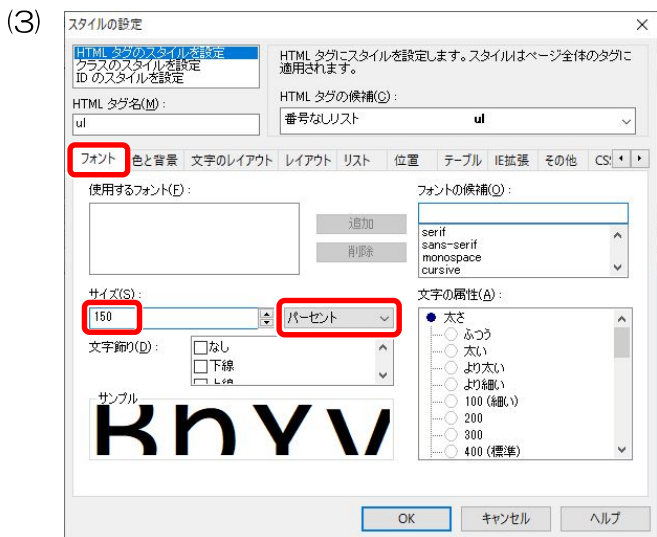 (3)
スタイルの設定
HTML タグのスタイルを設定
クラスのスタイルを設定
ID のスタイルを設定
HTML タグにスタイルを設定します。スタイルはページ全体のタグに
適用されます。
HTML タグ名(M) :
HTML タグの候補(C) :
ul
番号なしリスト ul
フォント 色と背景 文字のレイアウト レイアウト リスト 位置 テーブル IE拡張 その他
使用するフォント(F) :
フォントの候補(O) :
追加
削除
serif
sans-serif
monospace
cursive
サイズ(S) :
150 パーセント
文字の属性(A) :
太さ
ふつう
太い
より太い
より細い
100 (細い)
200
300
400 (標準)
文字飾り(D) :
なし
下線
上線
サンプル
OK キャンセル ヘルプ